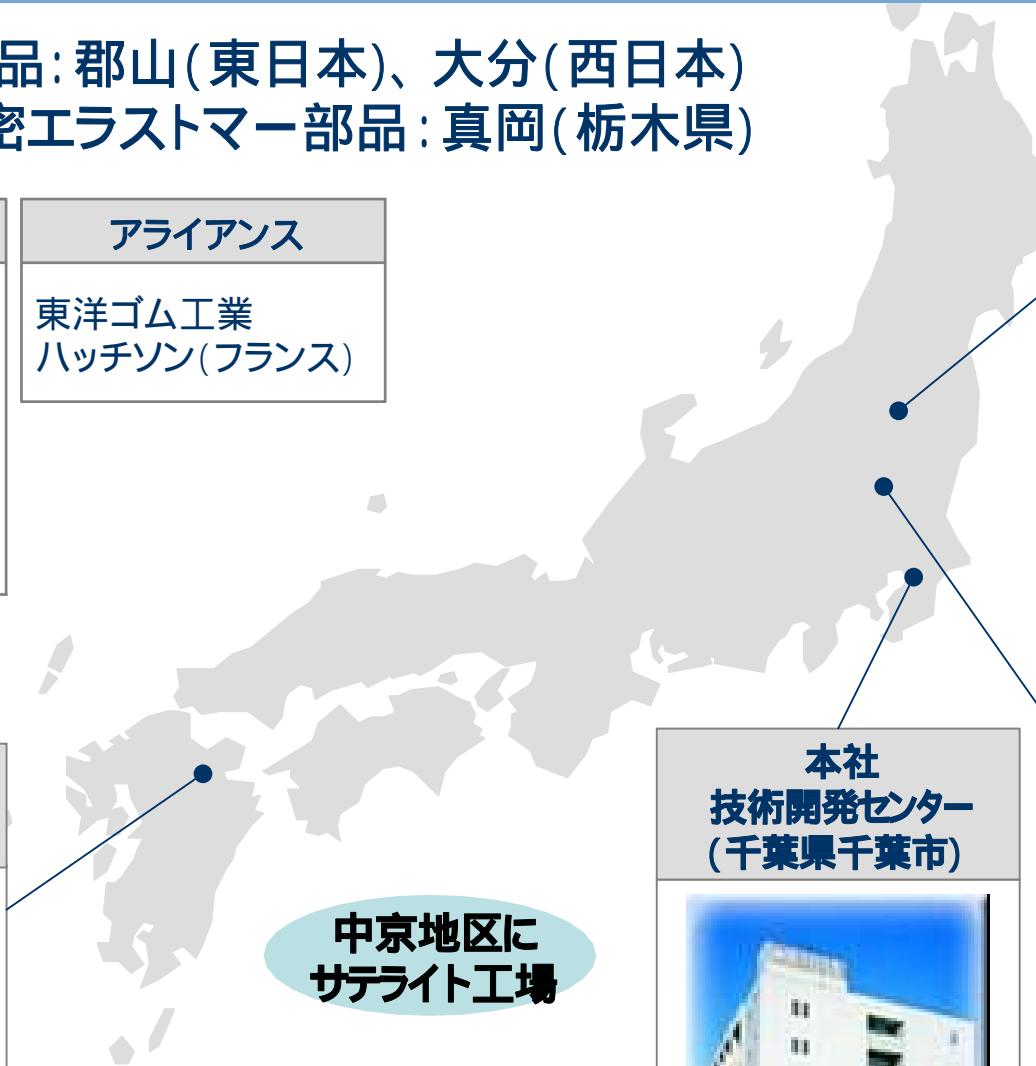 品：郡山(東日本)、大分(西日本)
密エラストマー部品：真岡(栃木県)
アライアンス
東洋ゴム工業
ハッチソン(フランス)
本社
技術開発センター
(千葉県千葉市)
中京地区に
サテライト工場